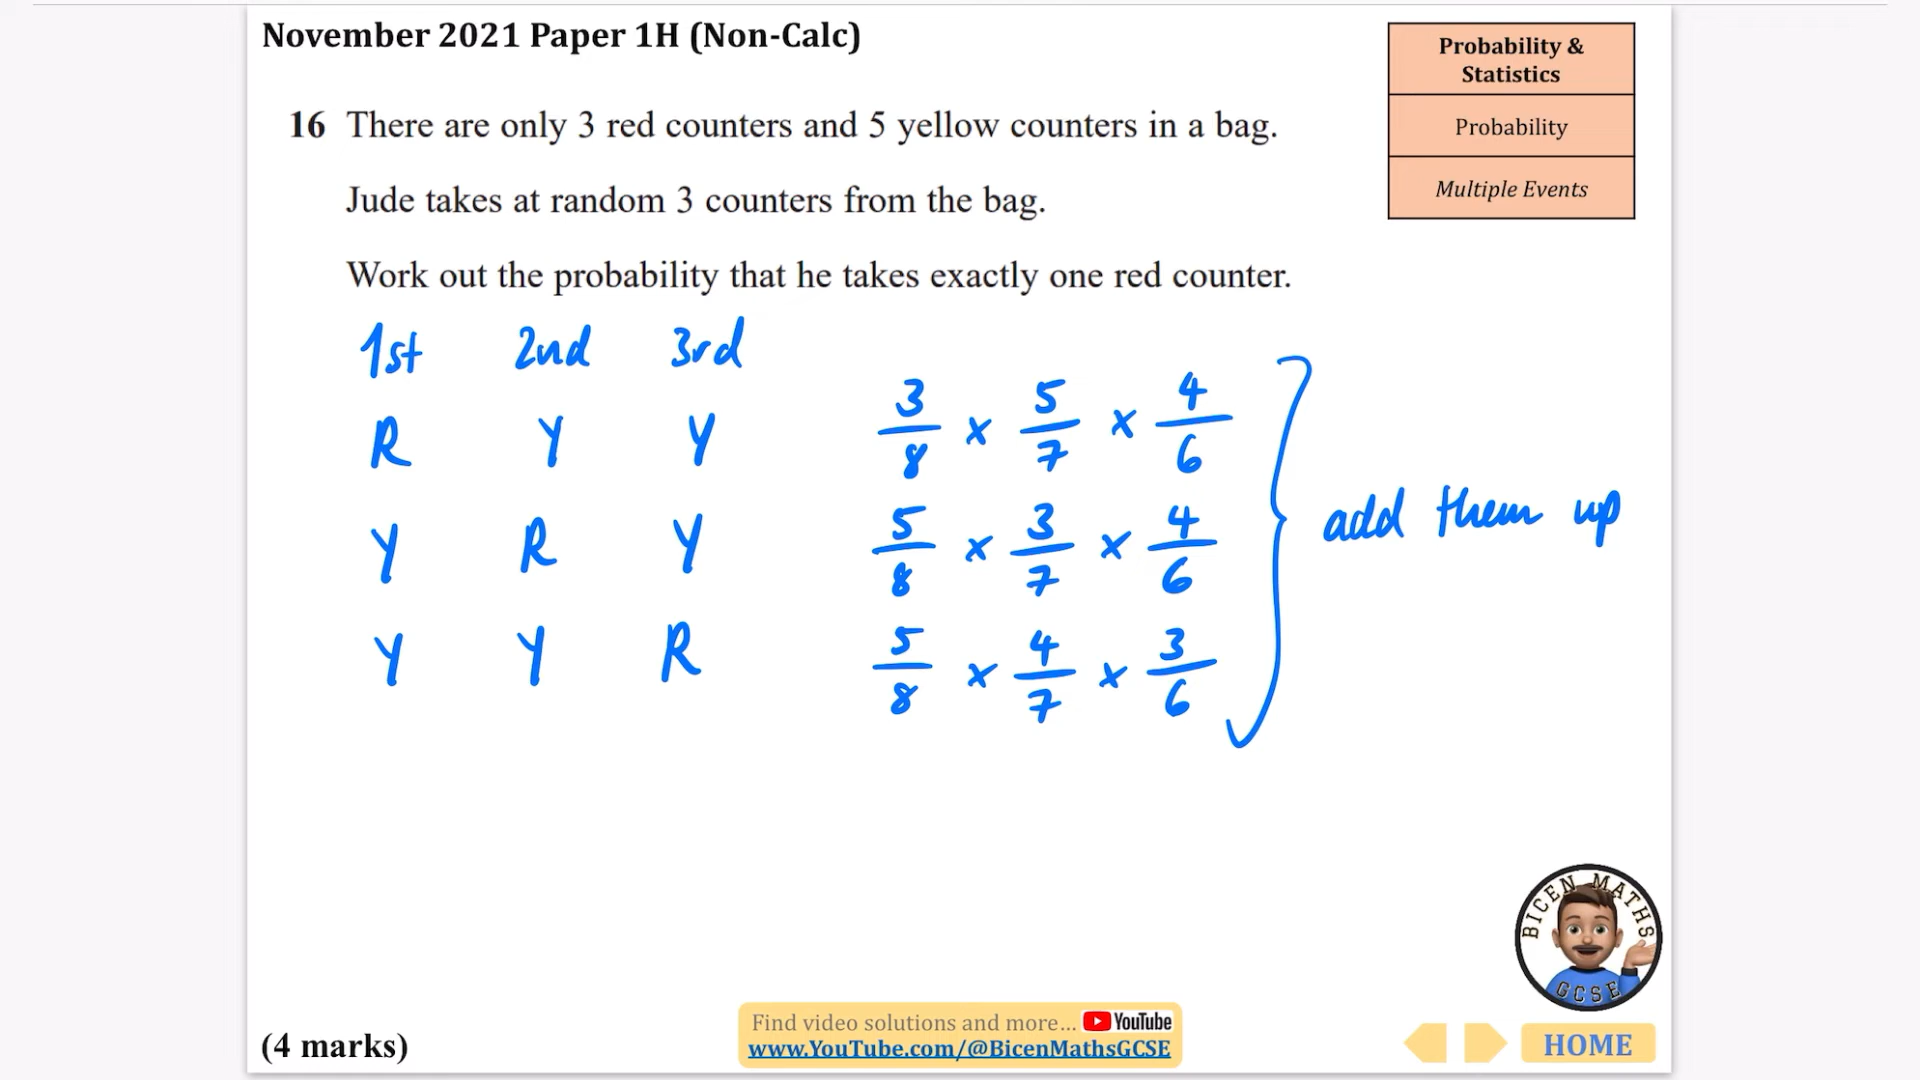 November 2021 Paper 1H (Non-Calc)
Probability &
Statistics
Probability
Multiple Events
16 There are only 3 red counters and 5 yellow counters in a bag.
Jude takes at random 3 counters from the bag.
Work out the probability that he takes exactly one red counter.
1st 2nd 3rd
R Y Y 3/8 × 5/7 × 4/6
Y R Y 5/8 × 3/7 × 4/6
Y Y R 5/8 × 4/7 × 3/6
add them up
BICEN MATHS
GCSE
(4 marks)
Find video solutions and more... YouTube
www.YouTube.com/@BicenMathsGCSE
HOME